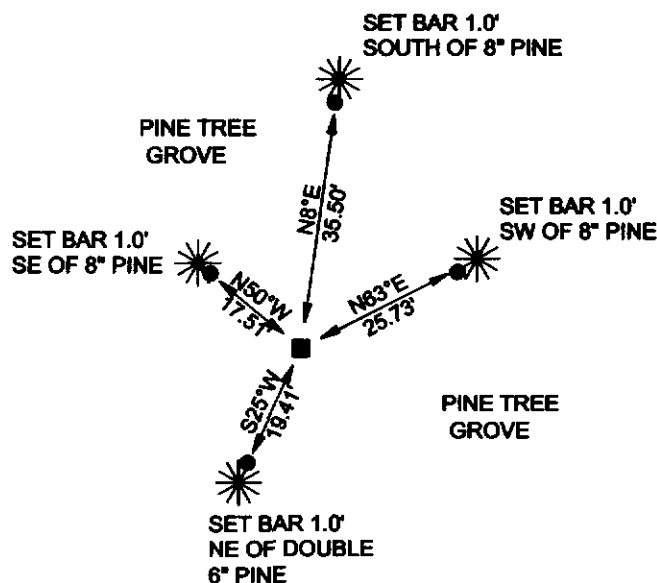 SET BAR 1.0'
SOUTH OF 8" PINE
PINE TREE
GROVE
N8°E
35.50'
SET BAR 1.0'
SW OF 8" PINE
SET BAR 1.0'
SE OF 8" PINE
N50°W
17.51'
N63°E
25.73'
S25°W
19.41'
PINE TREE
GROVE
SET BAR 1.0'
NE OF DOUBLE
6" PINE